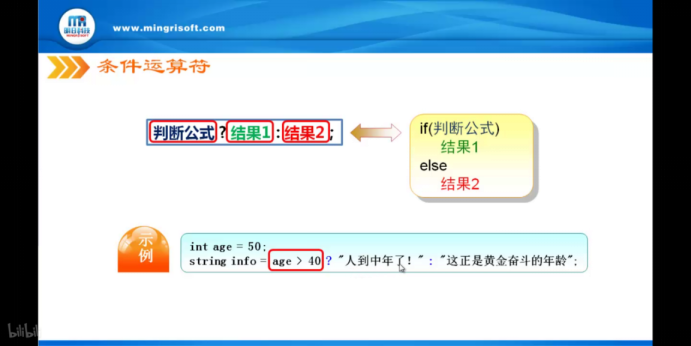 www.mingrisoft.com
条件运算符
判断公式?结果1:结果2;
if(判断公式)
结果1
else
结果2
示例
int age = 50;
string info = age > 40 ? "人到中年了！" : "这正是黄金奋斗的年龄";
bilibili